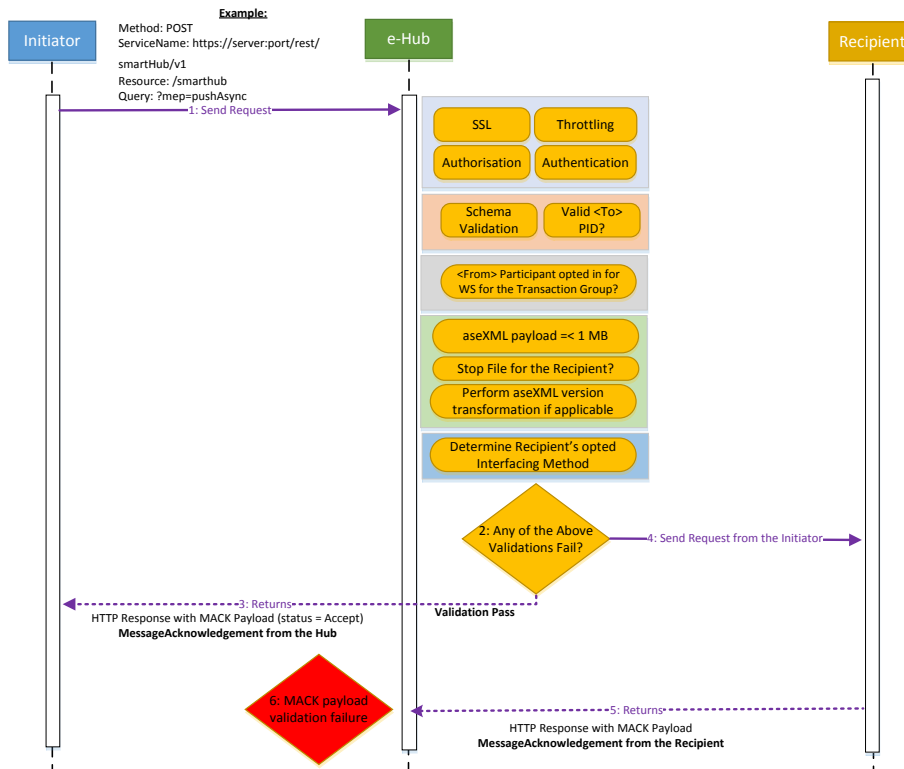 Example:
Method: POST
ServiceName: https://server:port/rest/
smartHub/v1
Resource: /smarthub
Query: ?mep=pushAsync
Initiator
e-Hub
Recipient
1: Send Request
SSL
Throttling
Authorisation
Authentication
Schema
Validation
Valid <To>
PID?
<From> Participant opted in for
WS for the Transaction Group?
aseXML payload =< 1 MB
Stop File for the Recipient?
Perform aseXML version
transformation if applicable
Determine Recipient's opted
Interfacing Method
2: Any of the Above
Validations Fail?
4: Send Request from the Initiator
3: Returns
HTTP Response with MACK Payload (status = Accept)
MessageAcknowledgement from the Hub
Validation Pass
6: MACK payload
validation failure
5: Returns
HTTP Response with MACK Payload
MessageAcknowledgement from the Recipient